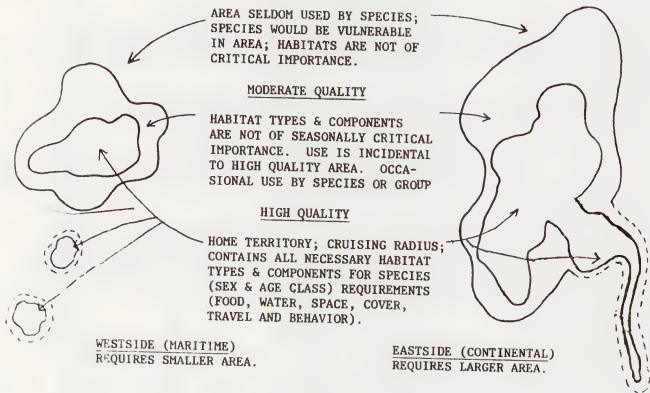 AREA SELDOM USED BY SPECIES;
SPECIES WOULD BE VULNERABLE
IN AREA; HABITATS ARE NOT OF
CRITICAL IMPORTANCE.
MODERATE QUALITY
HABITAT TYPES & COMPONENTS
ARE NOT OF SEASONALLY CRITICAL
IMPORTANCE. USE IS INCIDENTAL
TO HIGH QUALITY AREA. OCCA-
SIONAL USE BY SPECIES OR GROUP
HIGH QUALITY
HOME TERRITORY; CRUISING RADIUS;
CONTAINS ALL NECESSARY HABITAT
TYPES & COMPONENTS FOR SPECIES
(SEX & AGE CLASS) REQUIREMENTS
(FOOD, WATER, SPACE, COVER,
TRAVEL AND BEHAVIOR).
WESTSIDE (MARITIME)
REQUIRES SMALLER AREA.
EASTSIDE (CONTINENTAL)
REQUIRES LARGER AREA.